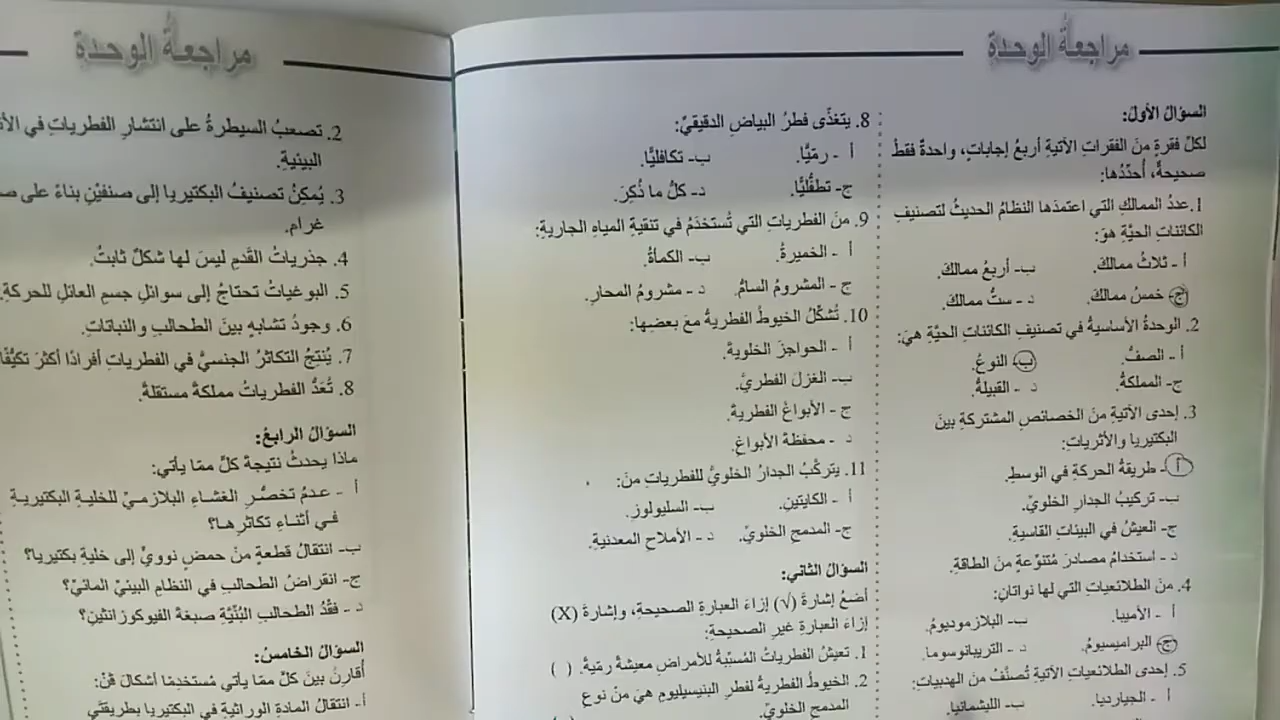 مراجعةُ الوحدةِ
السؤال الأول:
لكلِّ فقرةٍ منَ الفقراتِ الآتيةِ أربعُ إجاباتٍ، واحدةٌ فقطْ
صحيحةٌ، أُحدِّدُها:
1. عددُ الممالكِ التي اعتمدَها النظامُ الحديثُ لتصنيفِ
الكائناتِ الحيَّةِ هوَ:
أ - ثلاثُ ممالكَ. ب- أربعُ ممالكَ.
ج- خمسُ ممالكَ. د - ستُّ ممالكَ.
2. الوحدةُ الأساسيةُ في تصنيفِ الكائناتِ الحيَّةِ هيَ:
أ - الصفُّ. ب- النوعُ.
ج- المملكةُ. د - القبيلةُ.
3. إحدى الآتيةِ منَ الخصائصِ المشتركةِ بينَ
البكتيريا والأثرياتِ:
أ- طريقةُ الحركةِ في الوسطِ.
ب- تركيبُ الجدارِ الخلويِّ.
ج- العيشُ في البيئاتِ القاسيةِ.
د - استخدامُ مصادرَ مُتنوِّعةٍ منَ الطاقةِ.
4. منَ الطلائعياتِ التي لها نواتانِ:
أ - الأميبا. ب- البلازموديومُ.
ج- البراميسيومُ. د - التريبانوسوما.
5. إحدى الطلائعياتِ الآتيةِ تُصنَّفُ منَ الهدبياتِ:
أ - الجيارديا. ب- الليشمانيا.
8. يتغذّى فطرُ البياضِ الدقيقيِّ:
أ - رمّيًّا. ب- تكافليًّا.
ج- تطفُّليًّا. د- كلُّ ما ذُكِرَ.
9. منَ الفطرياتِ التي تُستخدَمُ في تنقيةِ المياهِ الجاريةِ:
أ - الخميرةُ. ب- الكمأةُ.
ج - المشرومُ السامُّ. د - مشرومُ المحارِ.
10. تُشكِّلُ الخيوطُ الفطريةُ معَ بعضِها:
أ - الحواجزَ الخلويةَ.
ب- الغزلَ الفطريَّ.
ج - الأبواغَ الفطريةَ.
د - محفظةَ الأبواغِ.
11. يتركَّبُ الجدارُ الخلويُّ للفطرياتِ منَ:
أ - الكايتينِ. ب- السليولوزِ.
ج- المدمجِ الخلويِّ. د - الأملاحِ المعدنيةِ.
السؤال الثاني:
أضعُ إشارةَ (√) إزاءَ العبارةِ الصحيحةِ، وإشارةَ (X)
إزاءَ العبارةِ غيرِ الصحيحةِ:
1. تعيشُ الفطرياتُ المُسبِّبةُ للأمراضِ معيشةً رمّيةً. ( )
2. الخيوطُ الفطريةُ لفطرِ البنيسيليومِ هيَ منْ نوعِ
المدمجِ الخلويِّ. ( )
مراجعةُ الوحدةِ
2. تصعبُ السيطرةُ على انتشارِ الفطرياتِ في
البيئيةِ.
3. يُمكِنُ تصنيفُ البكتيريا إلى صنفيْنِ بناءً على
غرام.
4. جذرياتُ القَدمِ ليسَ لها شكلٌ ثابتٌ.
5. البوغياتُ تحتاجُ إلى سوائلِ جسمِ العائلِ للحركةِ.
6. وجودُ تشابهٍ بينَ الطحالبِ والنباتاتِ.
7. يُنتِجُ التكاثرُ الجنسيُّ في الفطرياتِ أفرادًا أكثرَ تكيُّفًا
8. تُعَدُّ الفطرياتُ مملكةً مستقلةً.
السؤال الرابعُ:
ماذا يحدثُ نتيجةَ كلٍّ ممّا يأتي:
أ - عدمُ تخصُّرِ الغشاءِ البلازميِّ للخليةِ البكتيريةِ
في أثناءِ تكاثرِها؟
ب- انتقالُ قطعةٍ منْ حمضٍ نوويٍّ إلى خليةِ بكتيريا؟
ج- انقراضُ الطحالبِ في النظامِ البيئيِّ المائيِّ؟
د - فقْدُ الطحالبِ البُنّيّةِ صبغةَ الفيوكوزانثينِ؟
السؤال الخامسُ:
أُقارِنُ بينَ كلٍّ ممّا يأتي مُستخدِمًا أشكالَ ڤنْ:
أ- انتقالُ المادةِ الوراثيةِ في البكتيريا بطريقتَي